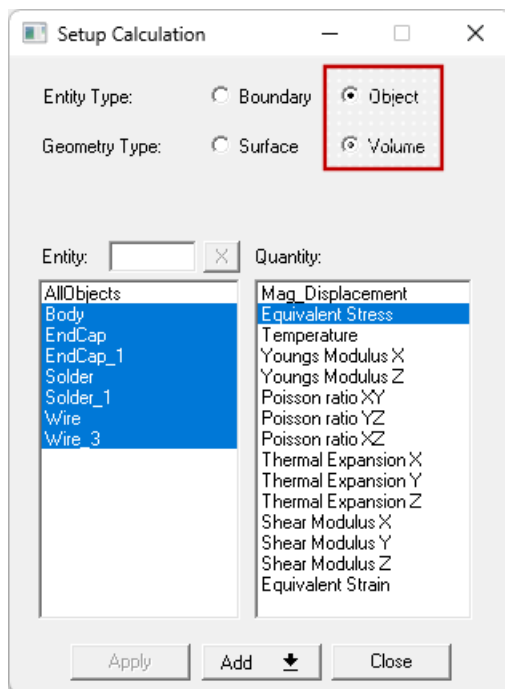 Setup Calculation
Entity Type: Boundary Object
Geometry Type: Surface Volume
Entity: X Quantity:
AllObjects
Body
EndCap
EndCap_1
Solder
Solder_1
Wire
Wire_3
Mag_Displacement
Equivalent Stress
Temperature
Youngs Modulus X
Youngs Modulus Z
Poisson ratio XY
Poisson ratio YZ
Poisson ratio XZ
Thermal Expansion X
Thermal Expansion Y
Thermal Expansion Z
Shear Modulus X
Shear Modulus Y
Shear Modulus Z
Equivalent Strain
Apply Add Close